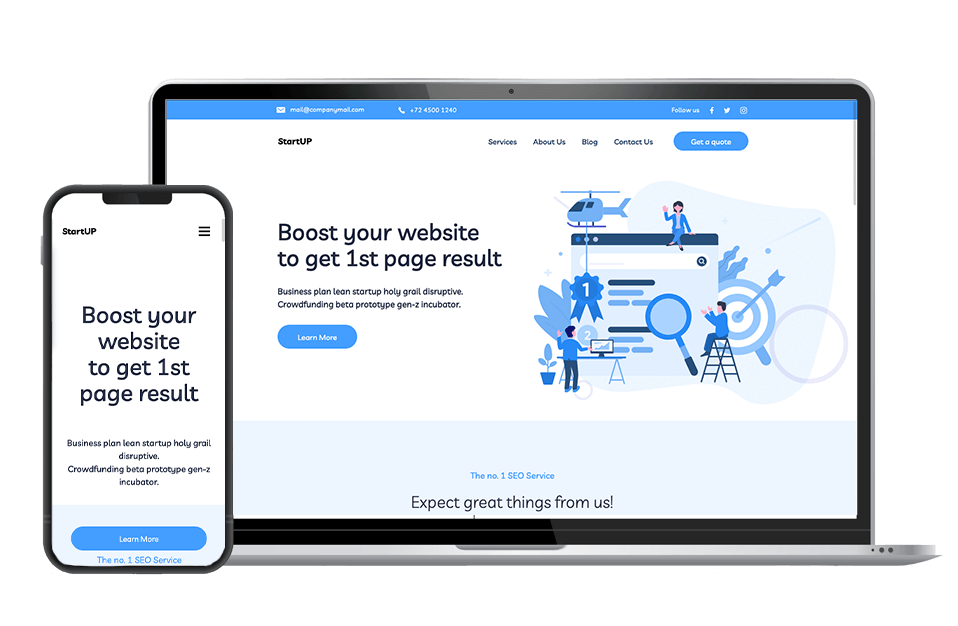 mail@companymail.com
+72 4500 1240
Follow us
StartUP
Services
About Us
Blog
Contact Us
Get a quote
Boost your website
to get 1st page result
Business plan lean startup holy grail disruptive.
Crowdfunding beta prototype gen-z incubator.
Learn More
1
2
The no. 1 SEO Service
Expect great things from us!
StartUP
Boost your
website
to get 1st
page result
Business plan lean startup holy grail
disruptive.
Crowdfunding beta prototype gen-z
incubator.
Learn More
The no. 1 SEO Service